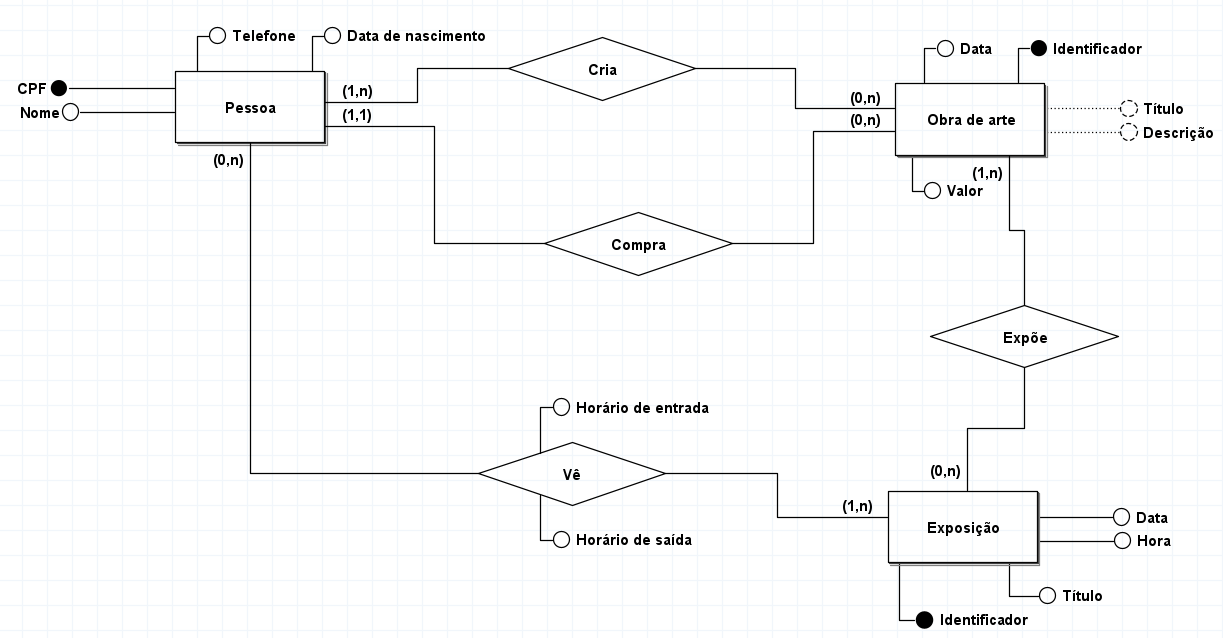 Telefone
Data de nascimento
CPF
Nome
Pessoa
(1,n)
(1,1)
(0,n)
Cria
(0,n)
(0,n)
Data
Identificador
Obra de arte
Título
Descrição
(1,n)
Valor
Compra
Expõe
Horário de entrada
Vê
Horário de saída
(0,n)
(1,n)
Exposição
Data
Hora
Título
Identificador